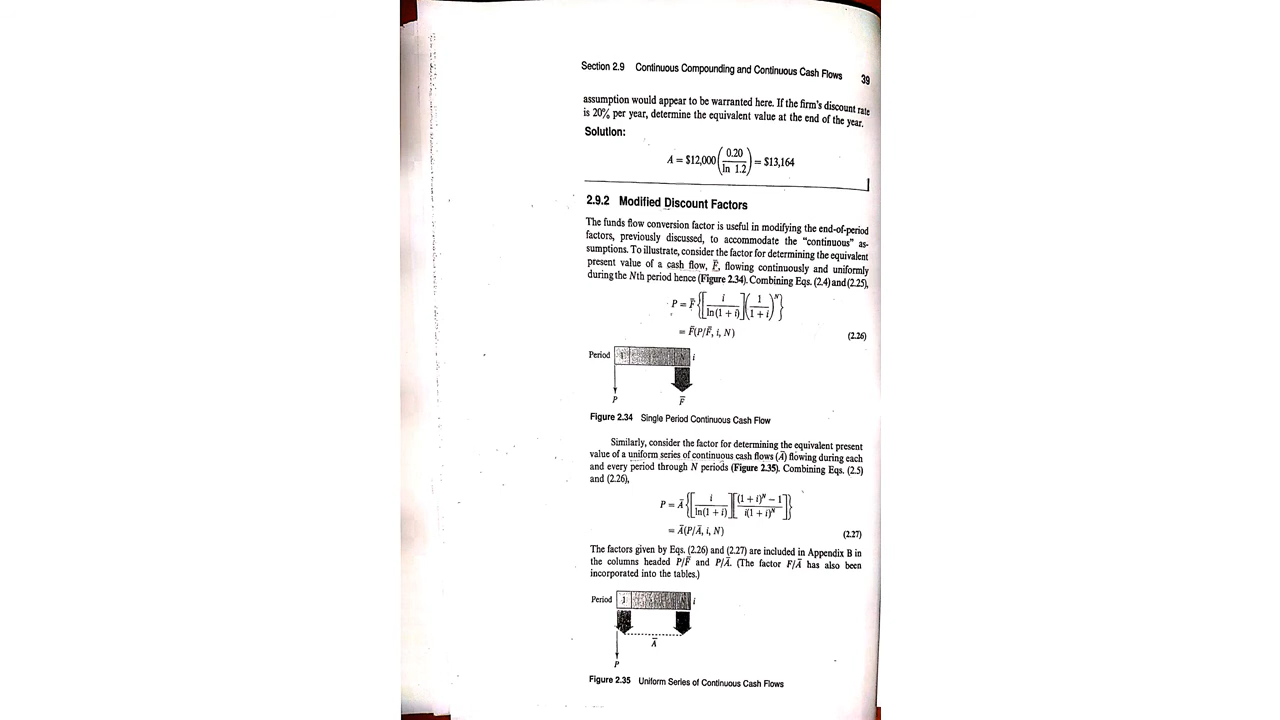 Section 2.9 Continuous Compounding and Continuous Cash Flows 39
assumption would appear to be warranted here. If the firm's discount rate
is 20% per year, determine the equivalent value at the end of the year.
Solution:
A = $12,000(0.20 / ln 1.2) = $13,164
2.9.2 Modified Discount Factors
The funds flow conversion factor is useful in modifying the end-of-period
factors, previously discussed, to accommodate the "continuous" as-
sumptions. To illustrate, consider the factor for determining the equivalent
present value of a cash flow, F̄, flowing continuously and uniformly
during the Nth period hence (Figure 2.34). Combining Eqs. (2.4) and (2.25),
P = F̄{[i / ln(1 + i)](1 / 1 + i)^N}
= F̄(P/F̄, i, N) (2.26)
Period 1 N i
P F̄
Figure 2.34 Single Period Continuous Cash Flow
Similarly, consider the factor for determining the equivalent present
value of a uniform series of continuous cash flows (Ā) flowing during each
and every period through N periods (Figure 2.35). Combining Eqs. (2.5)
and (2.26),
P = Ā{[i / ln(1 + i)][(1 + i)^N − 1 / i(1 + i)^N]}
= Ā(P/Ā, i, N) (2.27)
The factors given by Eqs. (2.26) and (2.27) are included in Appendix B in
the columns headed P/F̄ and P/Ā. (The factor F/Ā has also been
incorporated into the tables.)
Period 1 N i
Ā
P
Figure 2.35 Uniform Series of Continuous Cash Flows